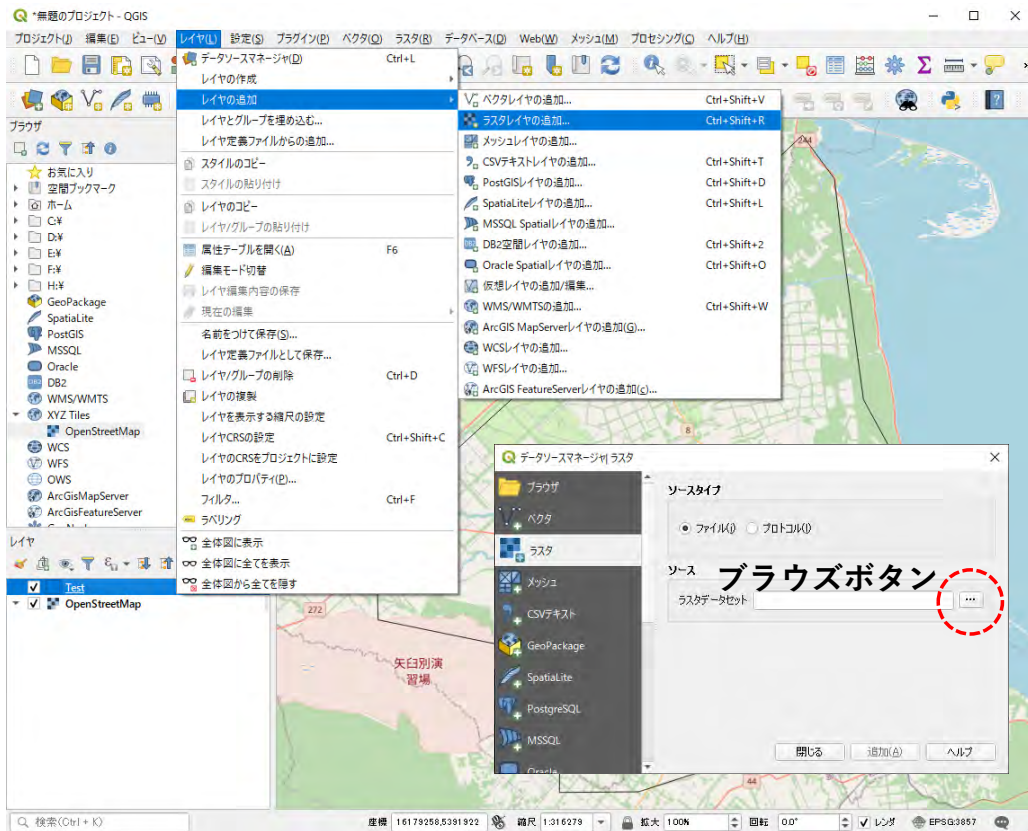 *無題のプロジェクト - QGIS
プロジェクト(J) 編集(E) ビュー(V) レイヤ(L) 設定(S) プラグイン(P) ベクタ(O) ラスタ(R) データベース(D) Web(W) メッシュ(M) プロセシング(C) ヘルプ(H)
データソースマネージャ(D) Ctrl+L
レイヤの作成
レイヤの追加
レイヤとグループを埋め込む...
レイヤ定義ファイルからの追加...
スタイルのコピー
スタイルの貼り付け
レイヤのコピー
レイヤ/グループの貼り付け
属性テーブルを開く(A) F6
編集モード切替
レイヤ編集内容の保存
現在の編集
名前をつけて保存(S)...
レイヤ定義ファイルとして保存...
レイヤ/グループの削除 Ctrl+D
レイヤの複製
レイヤを表示する縮尺の設定
レイヤCRSの設定 Ctrl+Shift+C
レイヤのCRSをプロジェクトに設定
レイヤのプロパティ(P)...
フィルタ... Ctrl+F
ラベリング
全体図に表示
全体図に全てを表示
全体図から全てを隠す
ベクタレイヤの追加... Ctrl+Shift+V
ラスタレイヤの追加... Ctrl+Shift+R
メッシュレイヤの追加...
CSVテキストレイヤの追加... Ctrl+Shift+T
PostGISレイヤの追加... Ctrl+Shift+D
SpatiaLiteレイヤの追加... Ctrl+Shift+L
MSSQL Spatialレイヤの追加...
DB2空間レイヤの追加... Ctrl+Shift+2
Oracle Spatialレイヤの追加... Ctrl+Shift+O
仮想レイヤの追加/編集...
WMS/WMTSの追加... Ctrl+Shift+W
ArcGIS MapServerレイヤの追加(G)...
WCSレイヤの追加...
WFSレイヤの追加...
ArcGIS FeatureServerレイヤの追加(c)...
ブラウザ
お気に入り
空間ブックマーク
ホーム
C:¥
D:¥
E:¥
F:¥
H:¥
GeoPackage
SpatiaLite
PostGIS
MSSQL
Oracle
DB2
WMS/WMTS
XYZ Tiles
OpenStreetMap
WCS
WFS
OWS
ArcGisMapServer
ArcGisFeatureServer
レイヤ
Test
OpenStreetMap
244
8
272
矢臼別演
習場
44
データソースマネージャ| ラスタ
ブラウザ
ベクタ
ラスタ
メッシュ
CSVテキスト
GeoPackage
SpatiaLite
PostgreSQL
MSSQL
Oracle
ソースタイプ
ファイル(i) プロトコル(l)
ソース
ブラウズボタン
ラスタデータセット ...
閉じる 追加(A) ヘルプ
検索(Ctrl + K) 座標 16179258,5391922 縮尺 1:316279 拡大 100% 回転 0.0° レンダ EPSG:3857